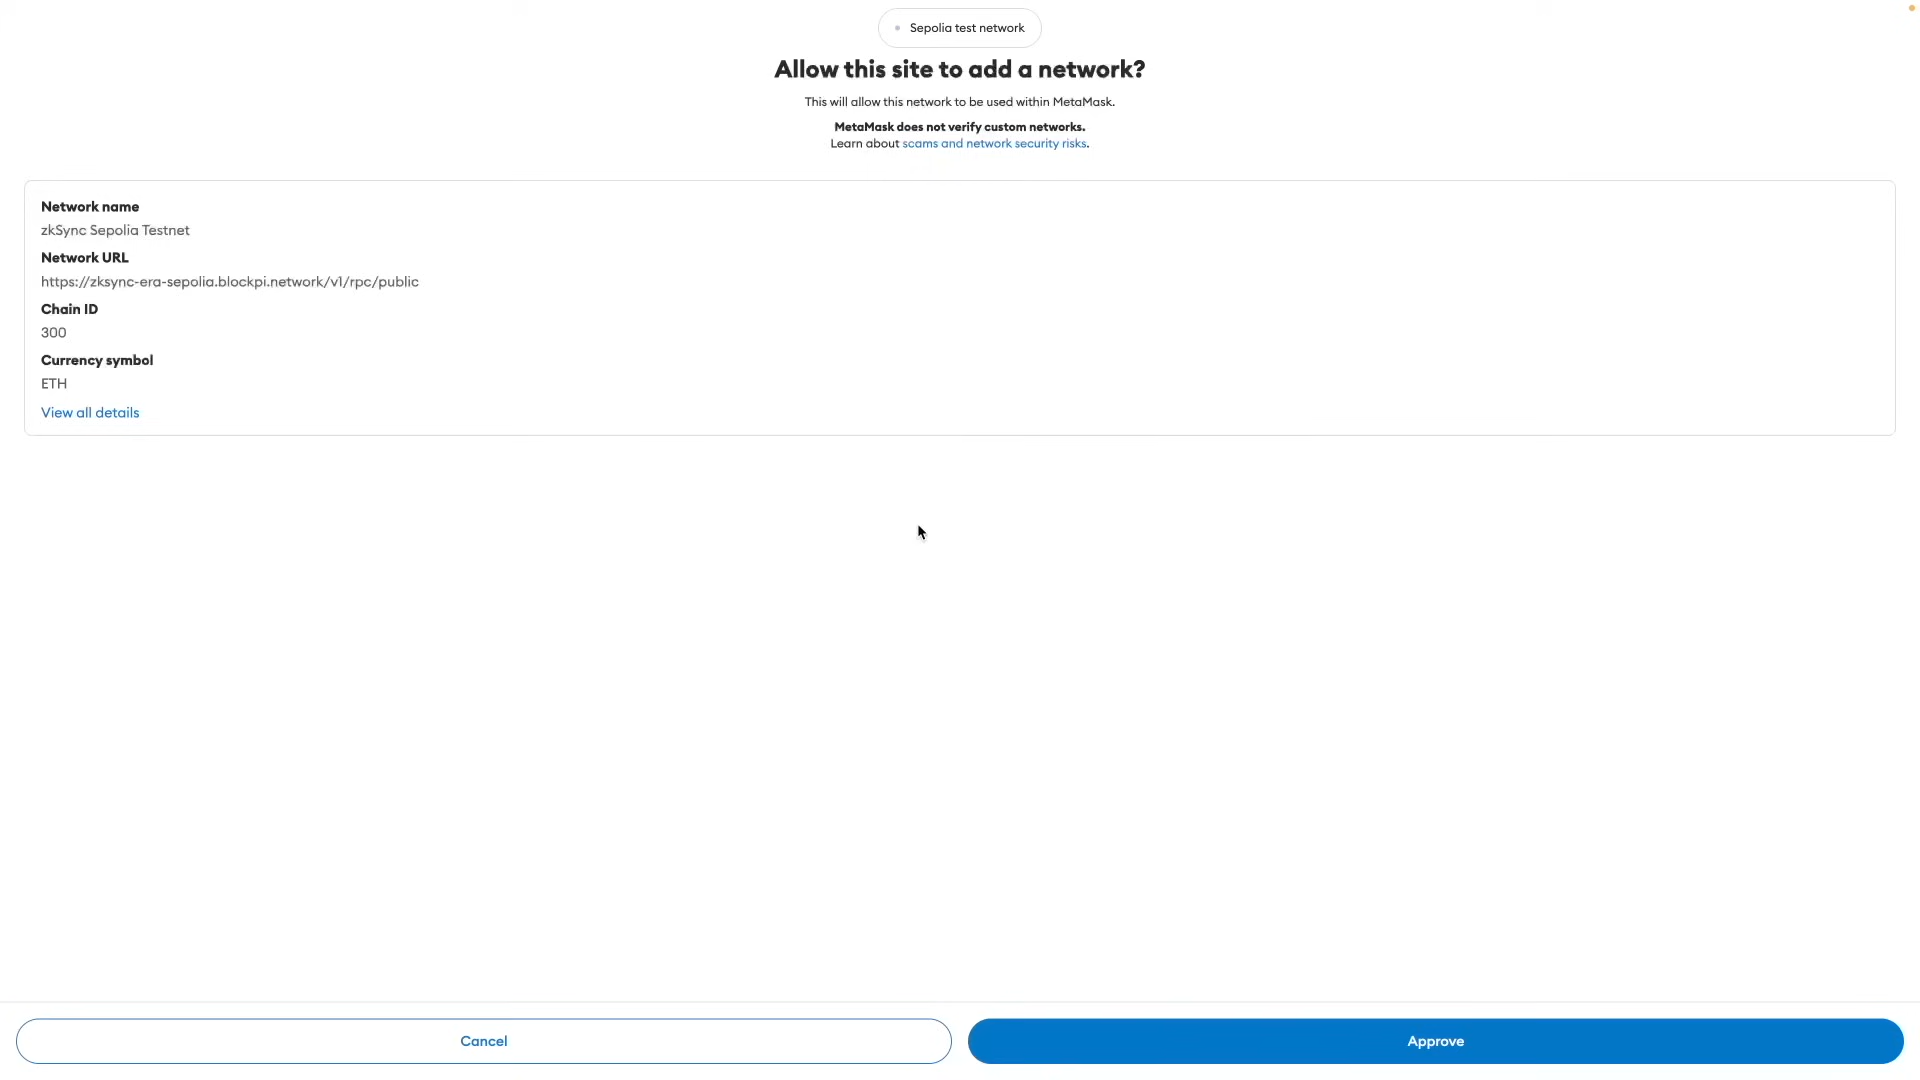 Sepolia test network
Allow this site to add a network?
This will allow this network to be used within MetaMask.
MetaMask does not verify custom networks.
Learn about scams and network security risks.
Network name
zkSync Sepolia Testnet
Network URL
https://zksync-era-sepolia.blockpi.network/v1/rpc/public
Chain ID
300
Currency symbol
ETH
View all details
Cancel
Approve